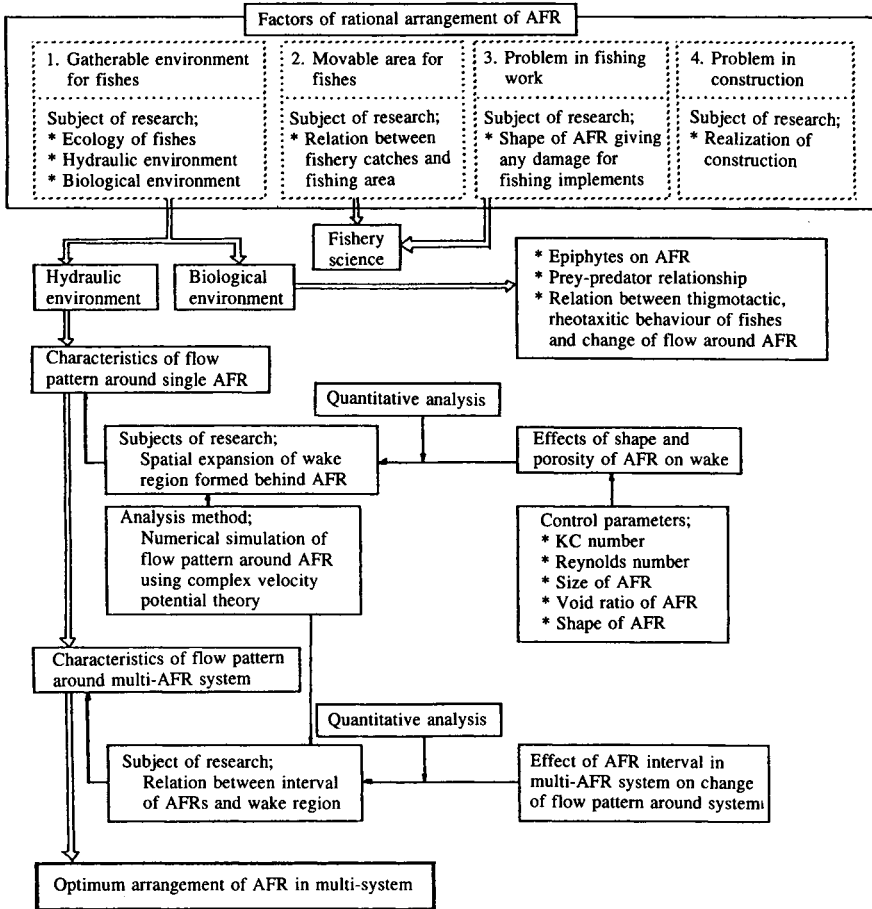 Factors of rational arrangement of AFR
1. Gatherable environment
for fishes
Subject of research;
* Ecology of fishes
* Hydraulic environment
* Biological environment
2. Movable area for
fishes
Subject of research;
* Relation between
fishery catches and
fishing area
3. Problem in fishing
work
Subject of research;
* Shape of AFR giving
any damage for
fishing implements
4. Problem in
construction
Subject of research;
* Realization of
construction
Fishery
science
Hydraulic
environment
Biological
environment
* Epiphytes on AFR
* Prey-predator relationship
* Relation between thigmotactic,
rheotaxitic behaviour of fishes
and change of flow around AFR
Characteristics of flow
pattern around single AFR
Quantitative analysis
Subjects of research;
Spatial expansion of wake
region formed behind AFR
Effects of shape and
porosity of AFR on wake
Analysis method;
Numerical simulation of
flow pattern around AFR
using complex velocity
potential theory
Control parameters;
* KC number
* Reynolds number
* Size of AFR
* Void ratio of AFR
* Shape of AFR
Characteristics of flow pattern
around multi-AFR system
Quantitative analysis
Subject of research;
Relation between interval
of AFRs and wake region
Effect of AFR interval in
multi-AFR system on change
of flow pattern around system
Optimum arrangement of AFR in multi-system